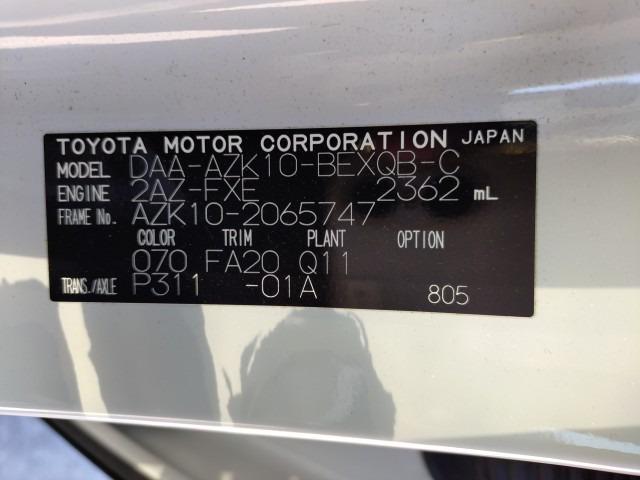 TOYOTA MOTOR CORPORATION JAPAN
MODEL DAA-AZK10-BEXQB-C
ENGINE 2AZ-FXE 2362 mL
FRAME No. AZK10-2065747
COLOR TRIM PLANT OPTION
070 FA20 Q11
TRANS./AXLE P311 -01A 805